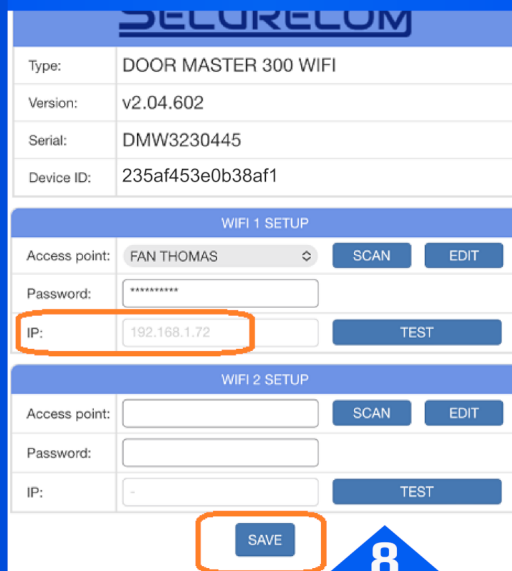 SECURECOM
Type: DOOR MASTER 300 WIFI
Version: v2.04.602
Serial: DMW3230445
Device ID: 235af453e0b38af1
WIFI 1 SETUP
Access point: FAN THOMAS SCAN EDIT
Password: **********
IP: 192.168.1.72 TEST
WIFI 2 SETUP
Access point: SCAN EDIT
Password:
IP: - TEST
SAVE
8